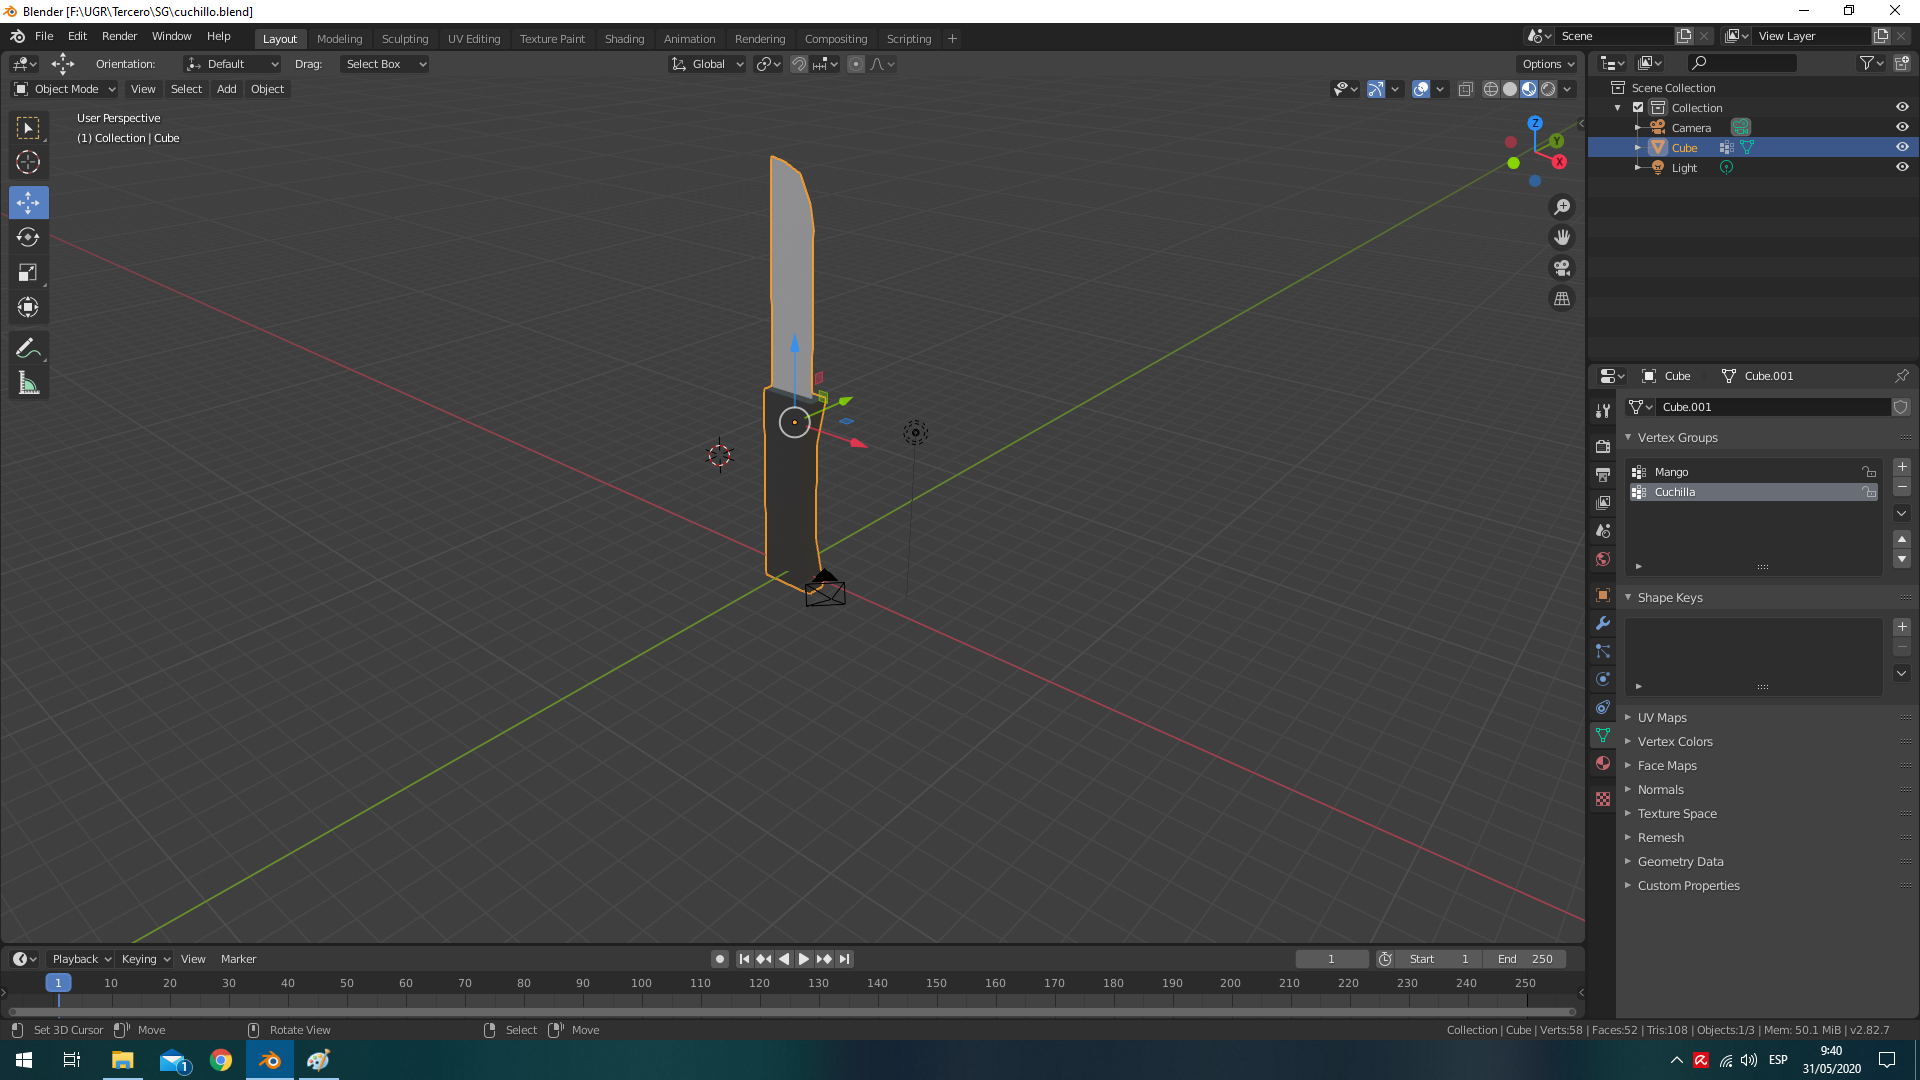 Blender [F:\UGR\Tercero\SG\cuchillo.blend]
File Edit Render Window Help Layout Modeling Sculpting UV Editing Texture Paint Shading Animation Rendering Compositing Scripting + Scene View Layer
Orientation: Default Drag: Select Box Global Options
Object Mode View Select Add Object
User Perspective
(1) Collection | Cube
Z
Y
X
Scene Collection
Collection
Camera
Cube
Light
Cube Cube.001
Cube.001
Vertex Groups
Mango
Cuchilla
Shape Keys
UV Maps
Vertex Colors
Face Maps
Normals
Texture Space
Remesh
Geometry Data
Custom Properties
Playback Keying View Marker 1 Start 1 End 250
1 10 20 30 40 50 60 70 80 90 100 110 120 130 140 150 160 170 180 190 200 210 220 230 240 250
Set 3D Cursor Move Rotate View Select Move Collection | Cube | Verts:58 | Faces:52 | Tris:108 | Objects:1/3 | Mem: 50.1 MiB | v2.82.7
1 ESP 9:40
31/05/2020